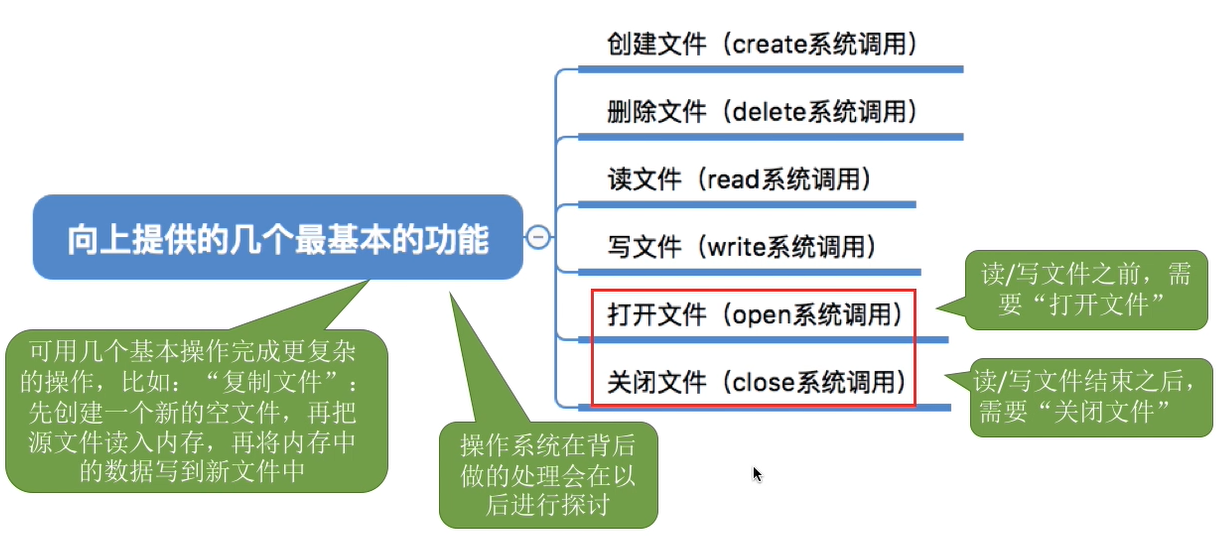 创建文件（create系统调用）
删除文件（delete系统调用）
读文件（read系统调用）
向上提供的几个最基本的功能
写文件（write系统调用）
打开文件（open系统调用）
关闭文件（close系统调用）
读/写文件之前，需
要“打开文件”
读/写文件结束之后，
需要“关闭文件”
可用几个基本操作完成更复杂
的操作，比如：“复制文件”：
先创建一个新的空文件，再把
源文件读入内存，再将内存中
的数据写到新文件中
操作系统在背后
做的处理会在以
后进行探讨